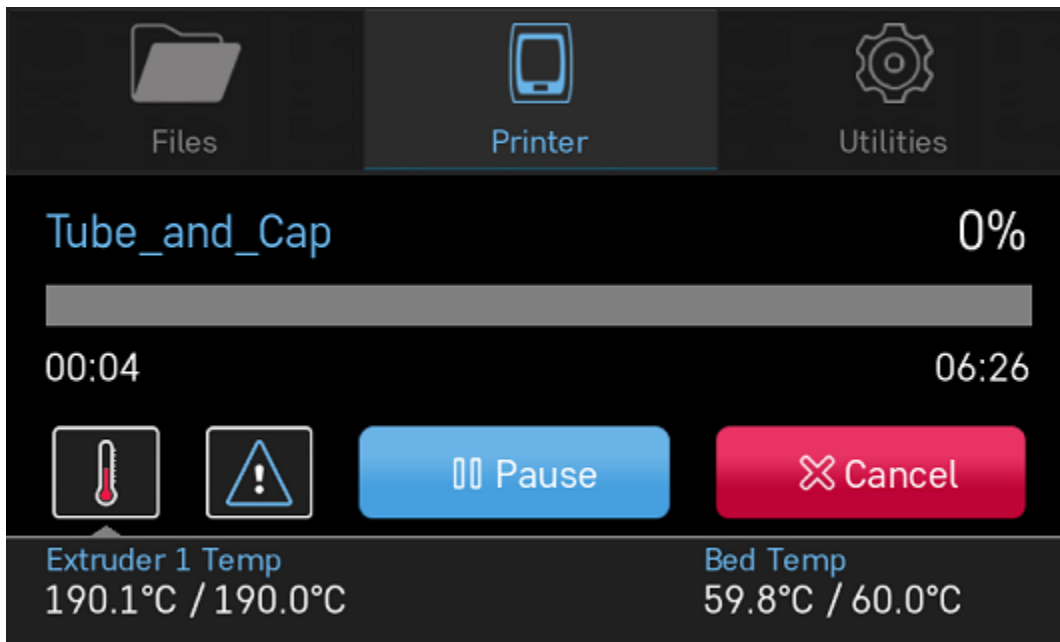 Files Printer Utilities
Tube_and_Cap 0%
00:04 06:26
! Pause Cancel
Extruder 1 Temp Bed Temp
190.1°C / 190.0°C 59.8°C / 60.0°C